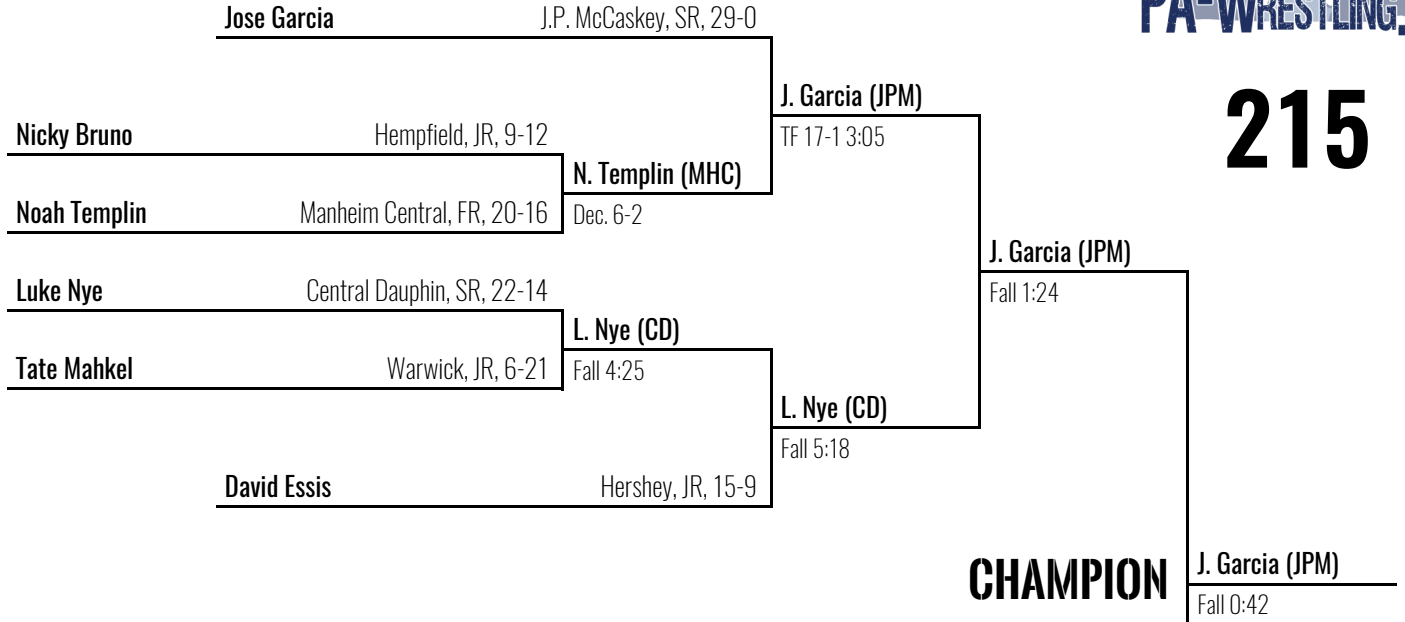 Jose Garcia J.P. McCaskey, SR, 29-0
PA-WRESTLING.
J. Garcia (JPM)
215
Nicky Bruno Hempfield, JR, 9-12
TF 17-1 3:05
N. Templin (MHC)
Noah Templin Manheim Central, FR, 20-16
Dec. 6-2
J. Garcia (JPM)
Luke Nye Central Dauphin, SR, 22-14
Fall 1:24
L. Nye (CD)
Tate Mahkel Warwick, JR, 6-21
Fall 4:25
L. Nye (CD)
Fall 5:18
David Essis Hershey, JR, 15-9
CHAMPION
J. Garcia (JPM)
Fall 0:42